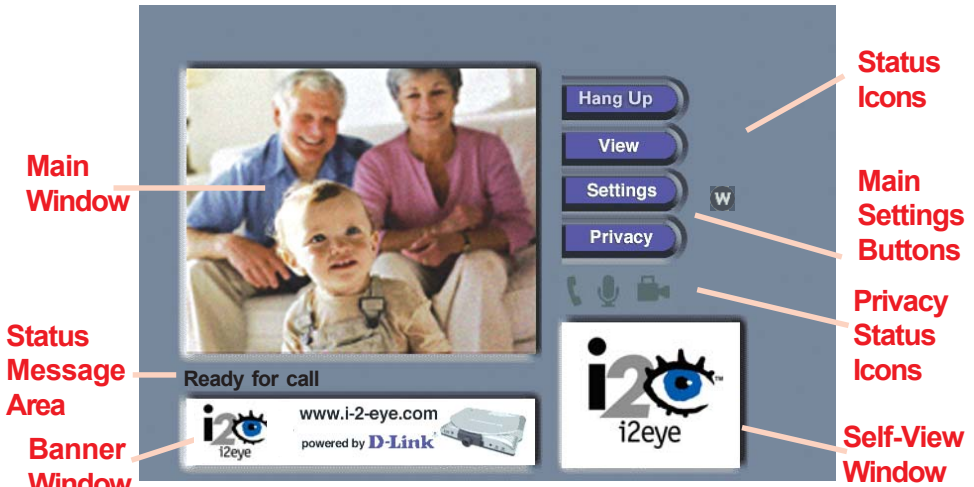 Main
Window
Status
Message
Area
Banner
Window
Hang Up
View
Settings
Privacy
W
Ready for call
i2eye
www.i-2-eye.com
powered by D-Link
i2
i2eye
TM
Status
Icons
Main
Settings
Buttons
Privacy
Status
Icons
Self-View
Window